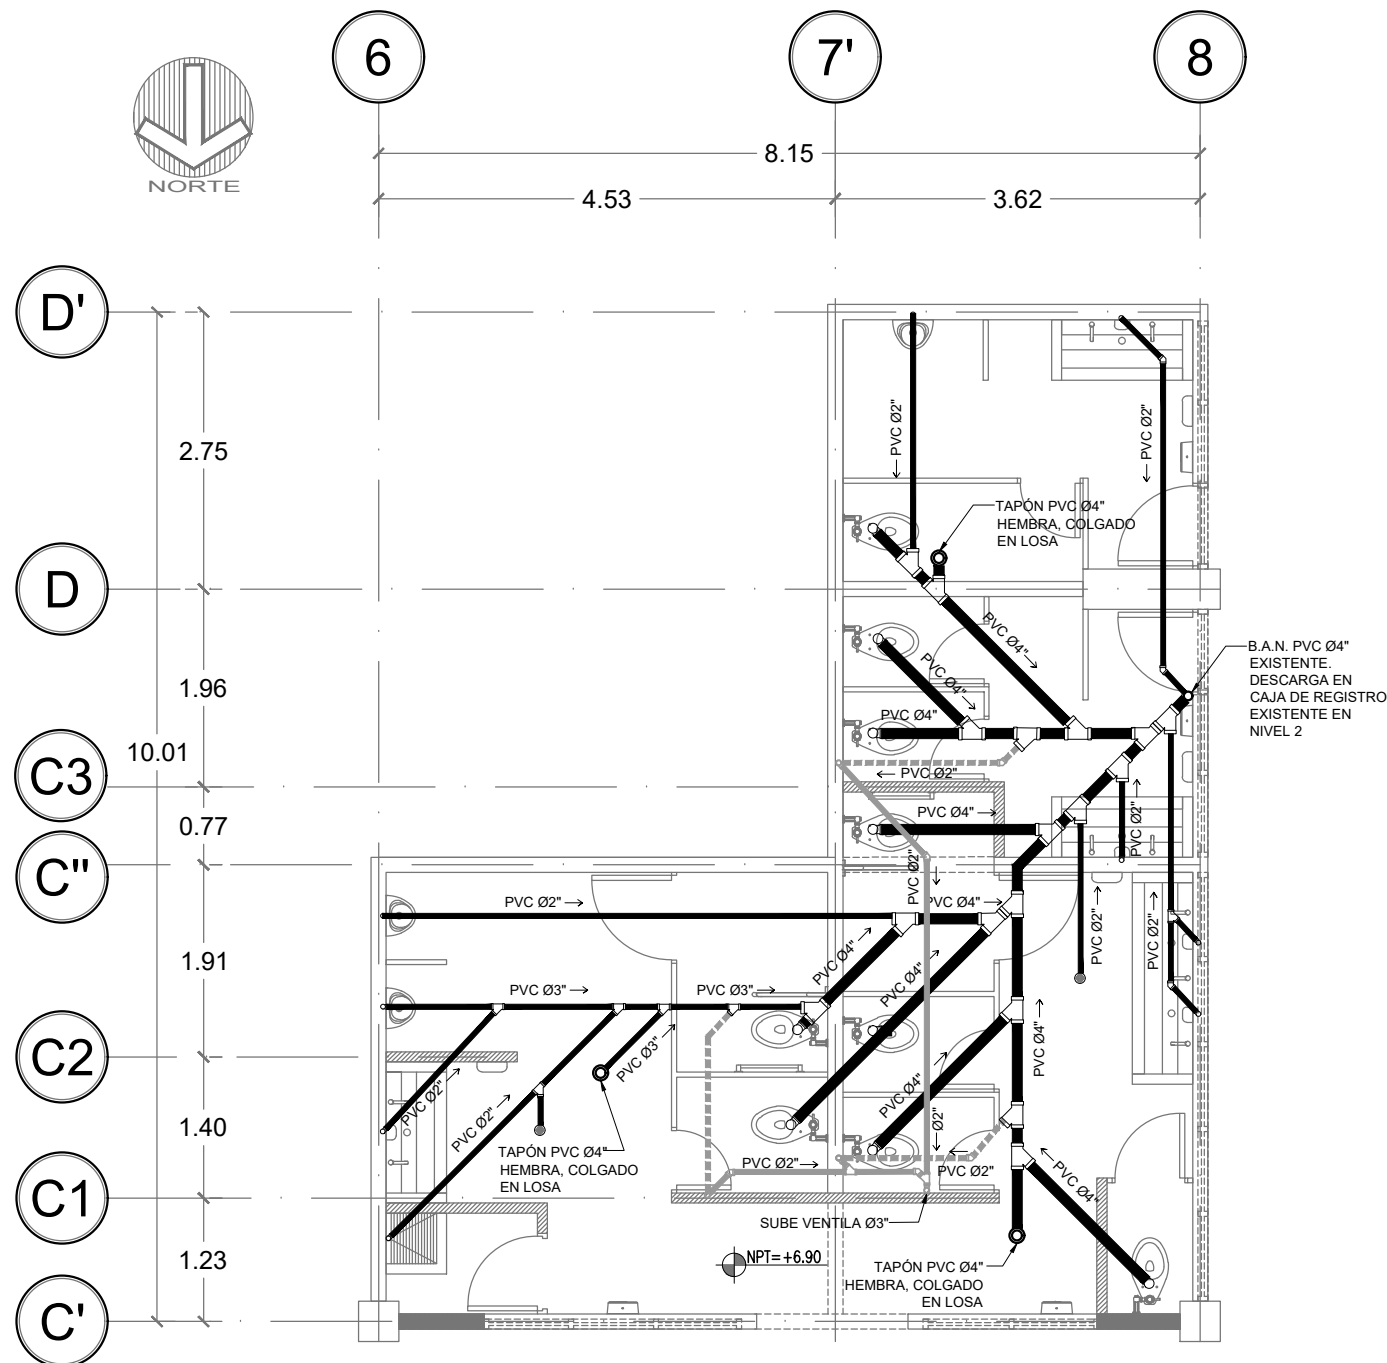 6
7'
8
NORTE
8.15
4.53
3.62
D'
D
C3
C''
C2
C1
C'
10.01
2.75
1.96
0.77
1.91
1.40
1.23
PVC Ø2"
PVC Ø2"
TAPÓN PVC Ø4"
HEMBRA, COLGADO
EN LOSA
PVC Ø4"
PVC Ø4"
PVC Ø4"
B.A.N. PVC Ø4"
EXISTENTE.
DESCARGA EN
CAJA DE REGISTRO
EXISTENTE EN
NIVEL 2
PVC Ø2"
PVC Ø4"
PVC Ø2"
PVC Ø2"
PVC Ø2"
PVC Ø4"
PVC Ø2"
PVC Ø2"
PVC Ø4"
PVC Ø4"
PVC Ø3"
PVC Ø3"
PVC Ø3"
PVC Ø4"
PVC Ø4"
PVC Ø2"
PVC Ø2"
Ø2"
TAPÓN PVC Ø4"
HEMBRA, COLGADO
EN LOSA
PVC Ø2"
PVC Ø2"
PVC Ø4"
SUBE VENTILA Ø3"
NPT=+6.90
TAPÓN PVC Ø4"
HEMBRA, COLGADO
EN LOSA